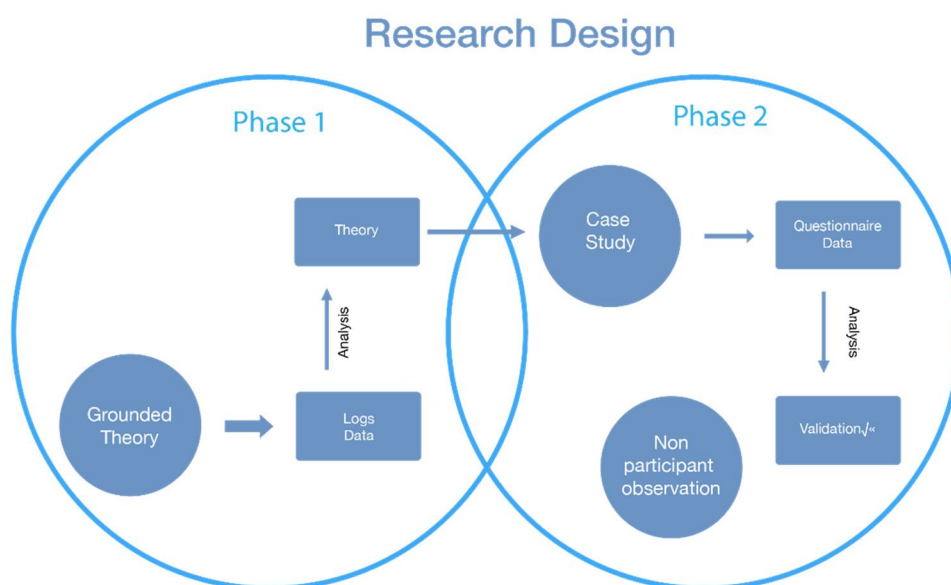 Research Design
Phase 1
Phase 2
Theory
Case
Study
Questionnaire
Data
Analysis
Analysis
Grounded
Theory
Logs
Data
Non
participant
observation
Validation√«